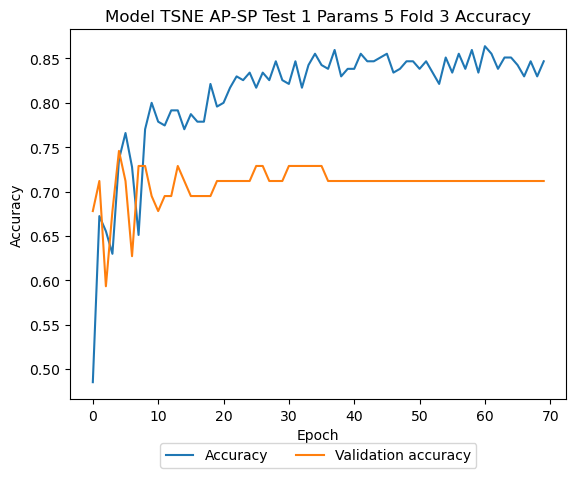 Model TSNE AP-SP Test 1 Params 5 Fold 3 Accuracy
0.85
0.80
0.75
0.70
0.65
0.60
0.55
0.50
Accuracy
0 10 20 30 40 50 60 70
Epoch
Accuracy Validation accuracy